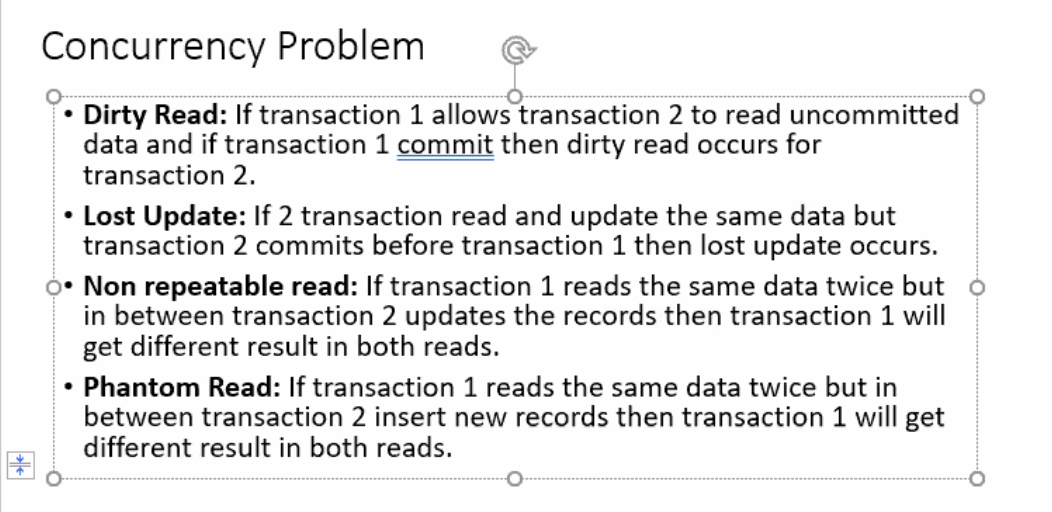 Concurrency Problem
• Dirty Read: If transaction 1 allows transaction 2 to read uncommitted
data and if transaction 1 commit then dirty read occurs for
transaction 2.
• Lost Update: If 2 transaction read and update the same data but
transaction 2 commits before transaction 1 then lost update occurs.
• Non repeatable read: If transaction 1 reads the same data twice but
in between transaction 2 updates the records then transaction 1 will
get different result in both reads.
• Phantom Read: If transaction 1 reads the same data twice but in
between transaction 2 insert new records then transaction 1 will get
different result in both reads.